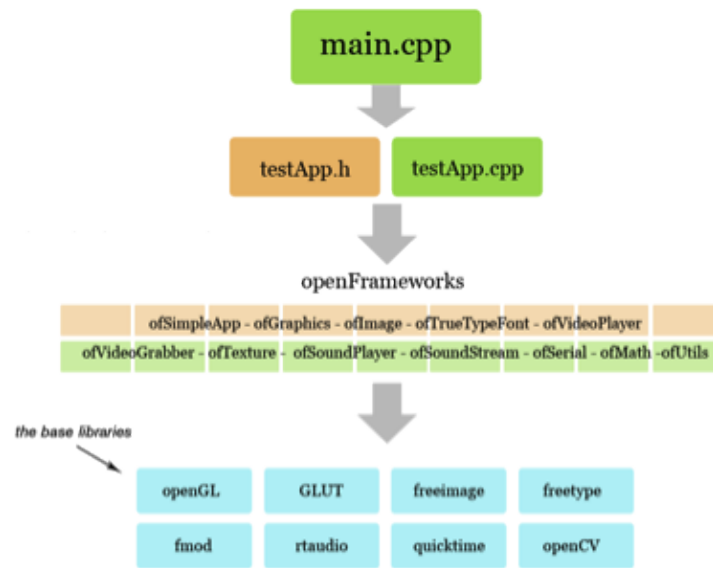 main.cpp
testApp.h testApp.cpp
openFrameworks
ofSimpleApp - ofGraphics - ofImage - ofTrueTypeFont - ofVideoPlayer
ofVideoGrabber - ofTexture - ofSoundPlayer - ofSoundStream - ofSerial - ofMath -ofUtils
the base libraries
openGL GLUT freeimage freetype
fmod rtaudio quicktime openCV